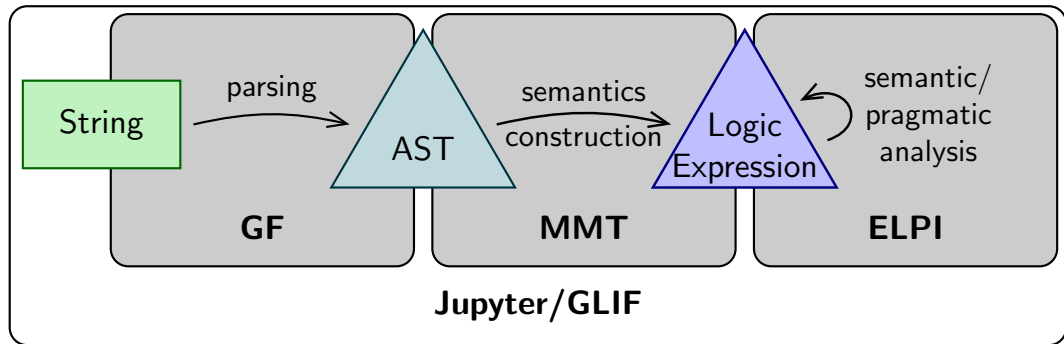 String
parsing
AST
semantics
construction
Logic
Expression
semantic/
pragmatic
analysis
GF
MMT
ELPI
Jupyter/GLIF